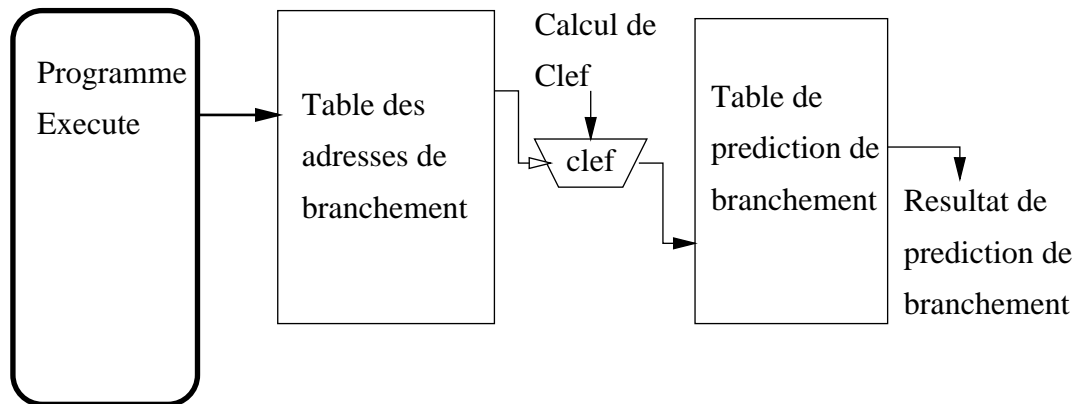 Programme
Execute
Table des
adresses de
branchement
Calcul de
Clef
clef
Table de
prediction de
branchement
Resultat de
prediction de
branchement